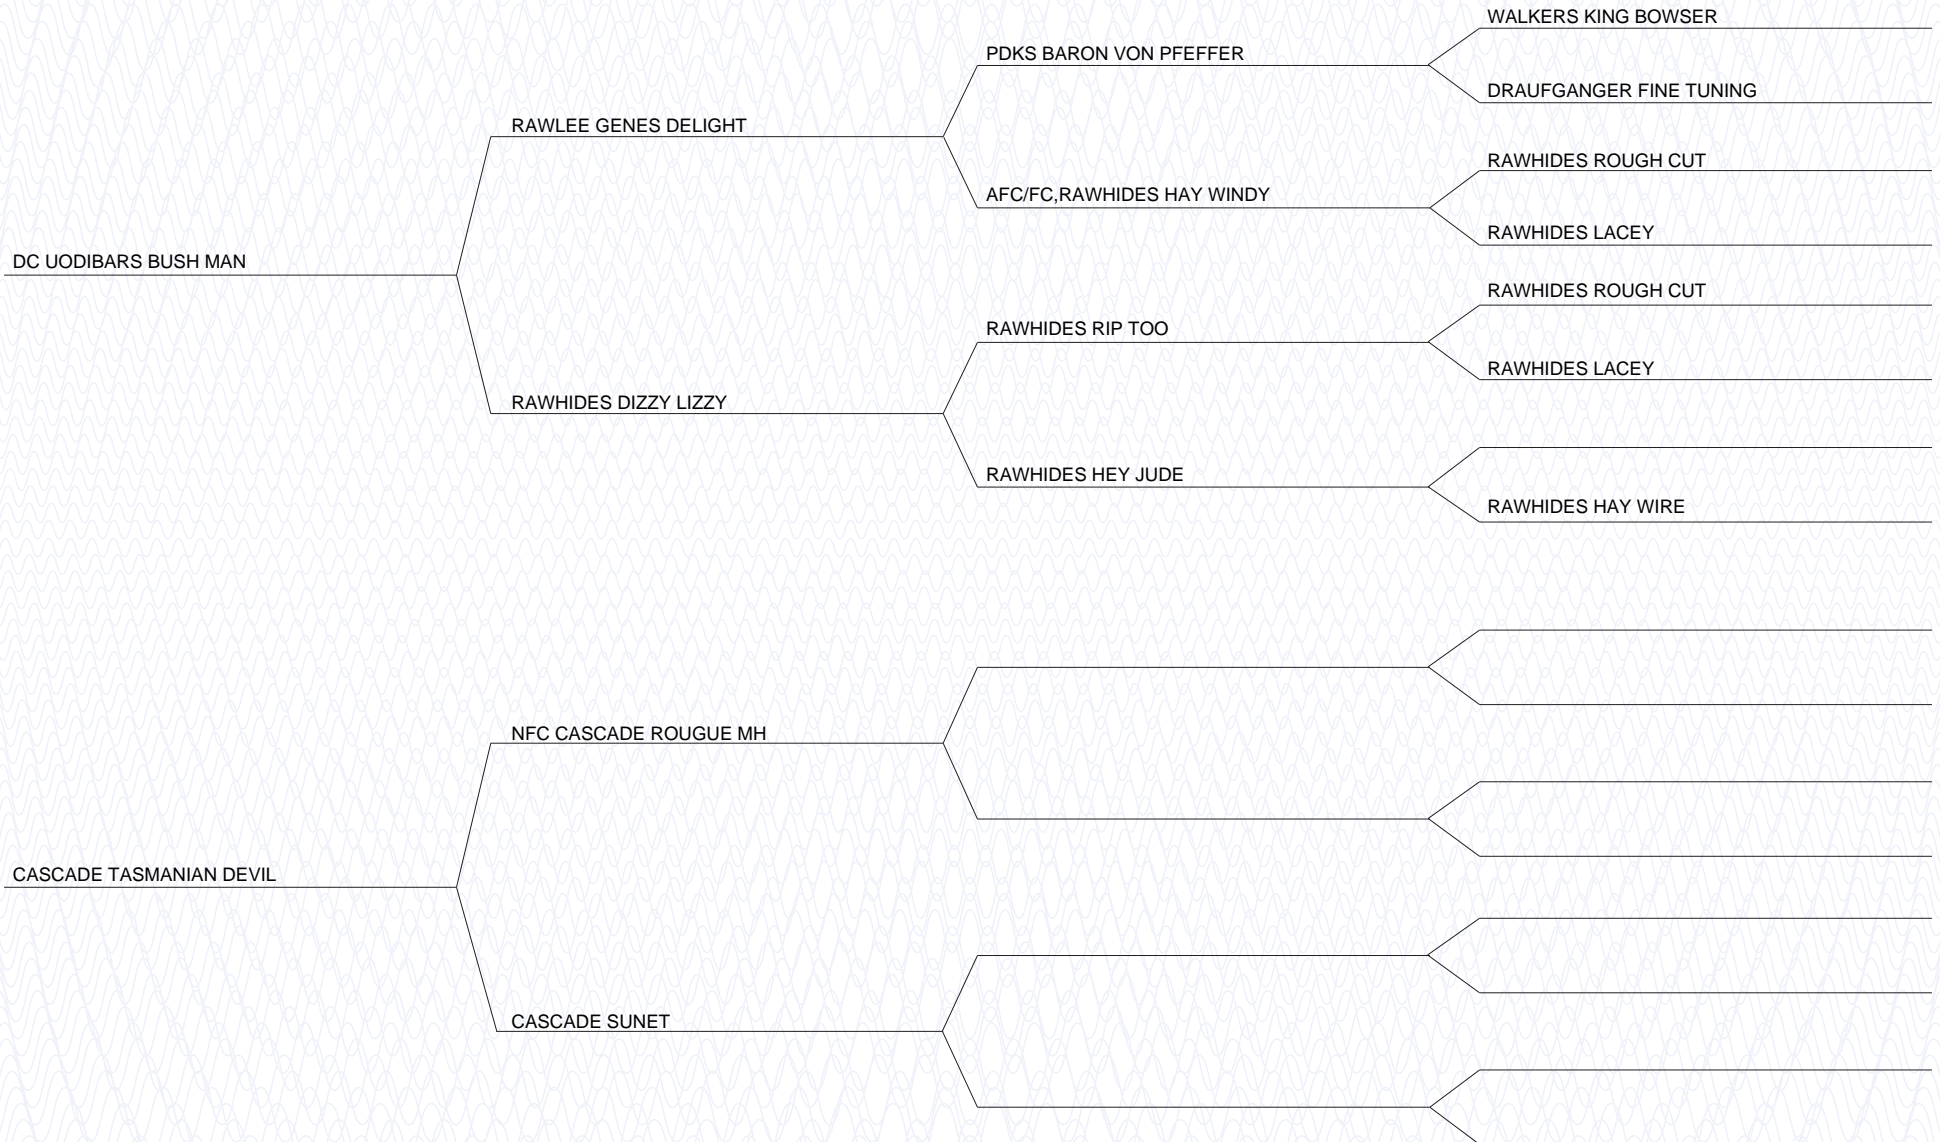 WALKERS KING BOWSER
PDKS BARON VON PFEFFER
DRAUFGANGER FINE TUNING
RAWLEE GENES DELIGHT
RAWHIDES ROUGH CUT
AFC/FC,RAWHIDES HAY WINDY
RAWHIDES LACEY
DC UODIBARS BUSH MAN
RAWHIDES ROUGH CUT
RAWHIDES RIP TOO
RAWHIDES LACEY
RAWHIDES DIZZY LIZZY
RAWHIDES HEY JUDE
RAWHIDES HAY WIRE
NFC CASCADE ROUGUE MH
CASCADE TASMANIAN DEVIL
CASCADE SUNET